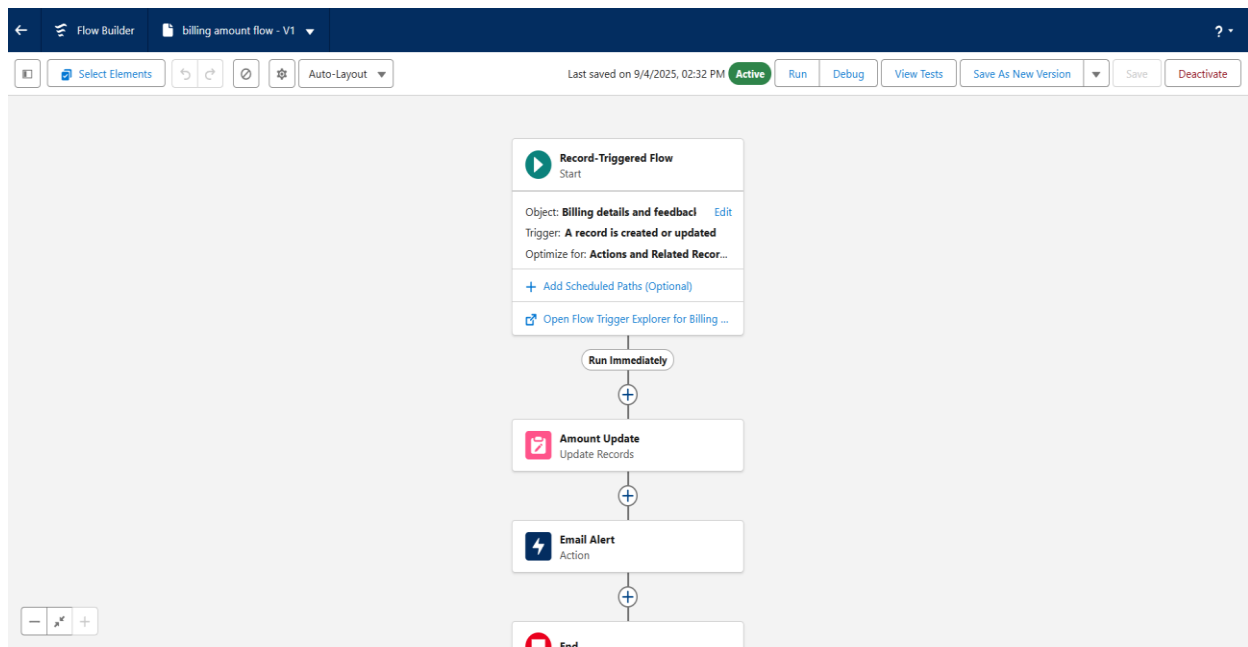 Flow Builder
billing amount flow - V1
?
Select Elements
Auto-Layout
Last saved on 9/4/2025, 02:32 PM
Active
Run
Debug
View Tests
Save As New Version
Save
Deactivate
Record-Triggered Flow
Start
Object: Billing details and feedback Edit
Trigger: A record is created or updated
Optimize for: Actions and Related Recor...
+ Add Scheduled Paths (Optional)
Open Flow Trigger Explorer for Billing ...
Run Immediately
Amount Update
Update Records
Email Alert
Action
End